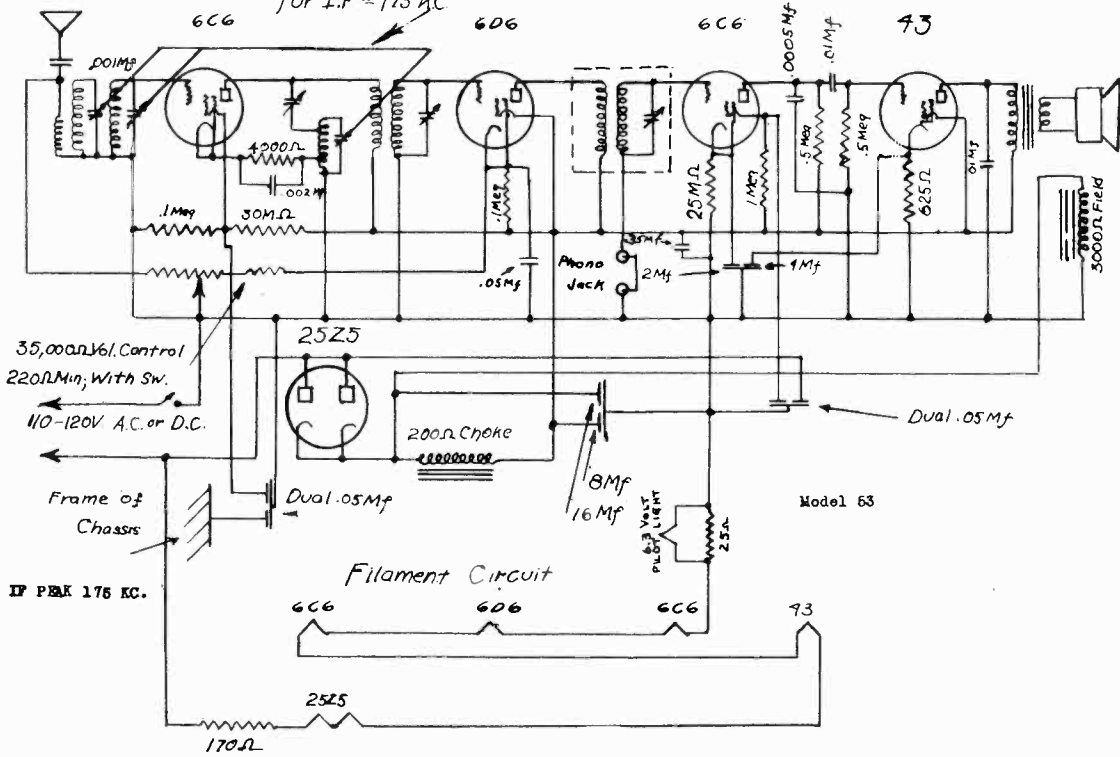 for I.F = 175 K.C.
6C6
6D6
6C6
43
.001Mf
.0005Mf
.01Mf
4000Ω
.002Mf
.1Meg
.5Meg
.5Meg
.01Mf
25MΩ
1Meg
625Ω
3000Ω Field
.1Meg
30MΩ
.05Mf
Phono
Jack
2Mf
4Mf
35,000Ω Vol. Control
220Ω Min; With Sw.
110-120V A.C. or D.C.
25Z5
200Ω Choke
Dual .05Mf
8Mf
16Mf
Frame of
Chassis
Dual .05Mf
Model 53
6.3 VOLT
PILOT LIGHT
25Ω
IF PEAK 175 KC.
Filament Circuit
6C6
6D6
6C6
43
25Z5
170Ω